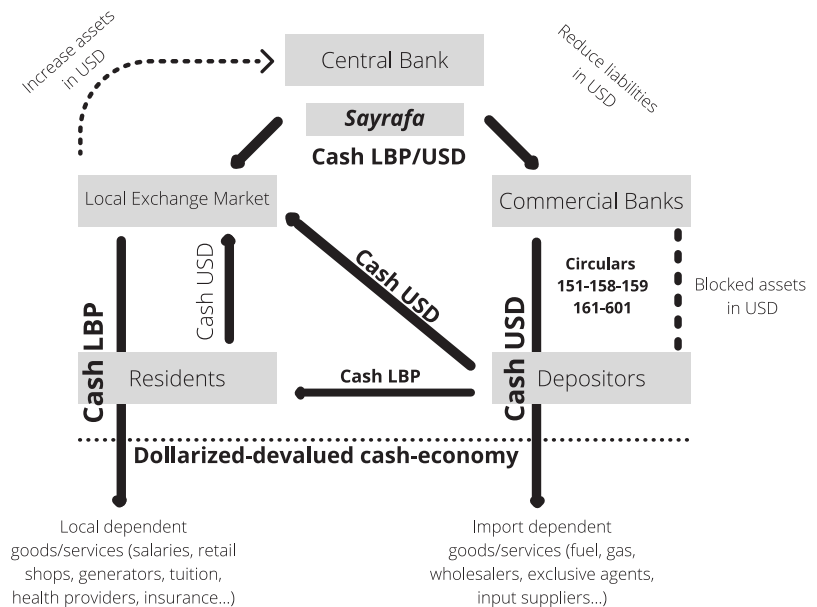 Increase assets
in USD
Central Bank
Reduce liabilities
in USD
Sayrafa
Cash LBP/USD
Local Exchange Market
Commercial Banks
Circulars
151-158-159
161-601
Blocked assets
in USD
Cash USD
Cash USD
Cash LBP
Cash USD
Residents
Cash LBP
Depositors
Dollarized-devalued cash-economy
Local dependent
goods/services (salaries, retail
shops, generators, tuition,
health providers, insurance...)
Import dependent
goods/services (fuel, gas,
wholesalers, exclusive agents,
input suppliers...)